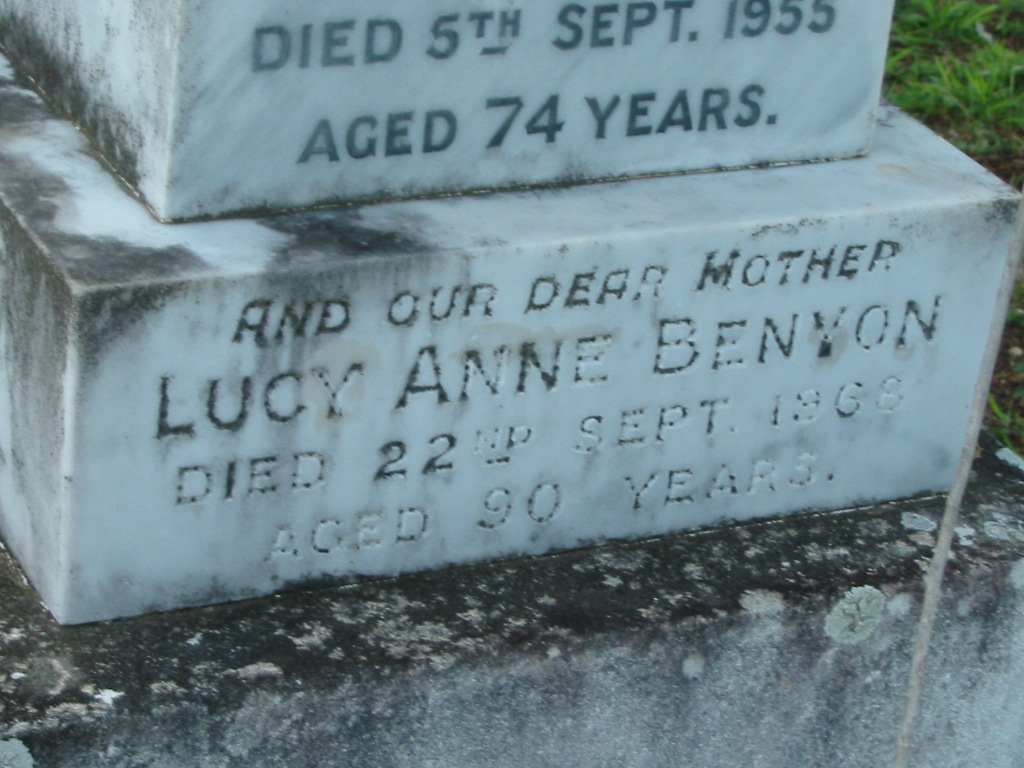 DIED 5TH SEPT. 1955
AGED 74 YEARS.
AND OUR DEAR MOTHER
LUCY ANNE BENYON
DIED 22ND SEPT. 1968
AGED 90 YEARS.